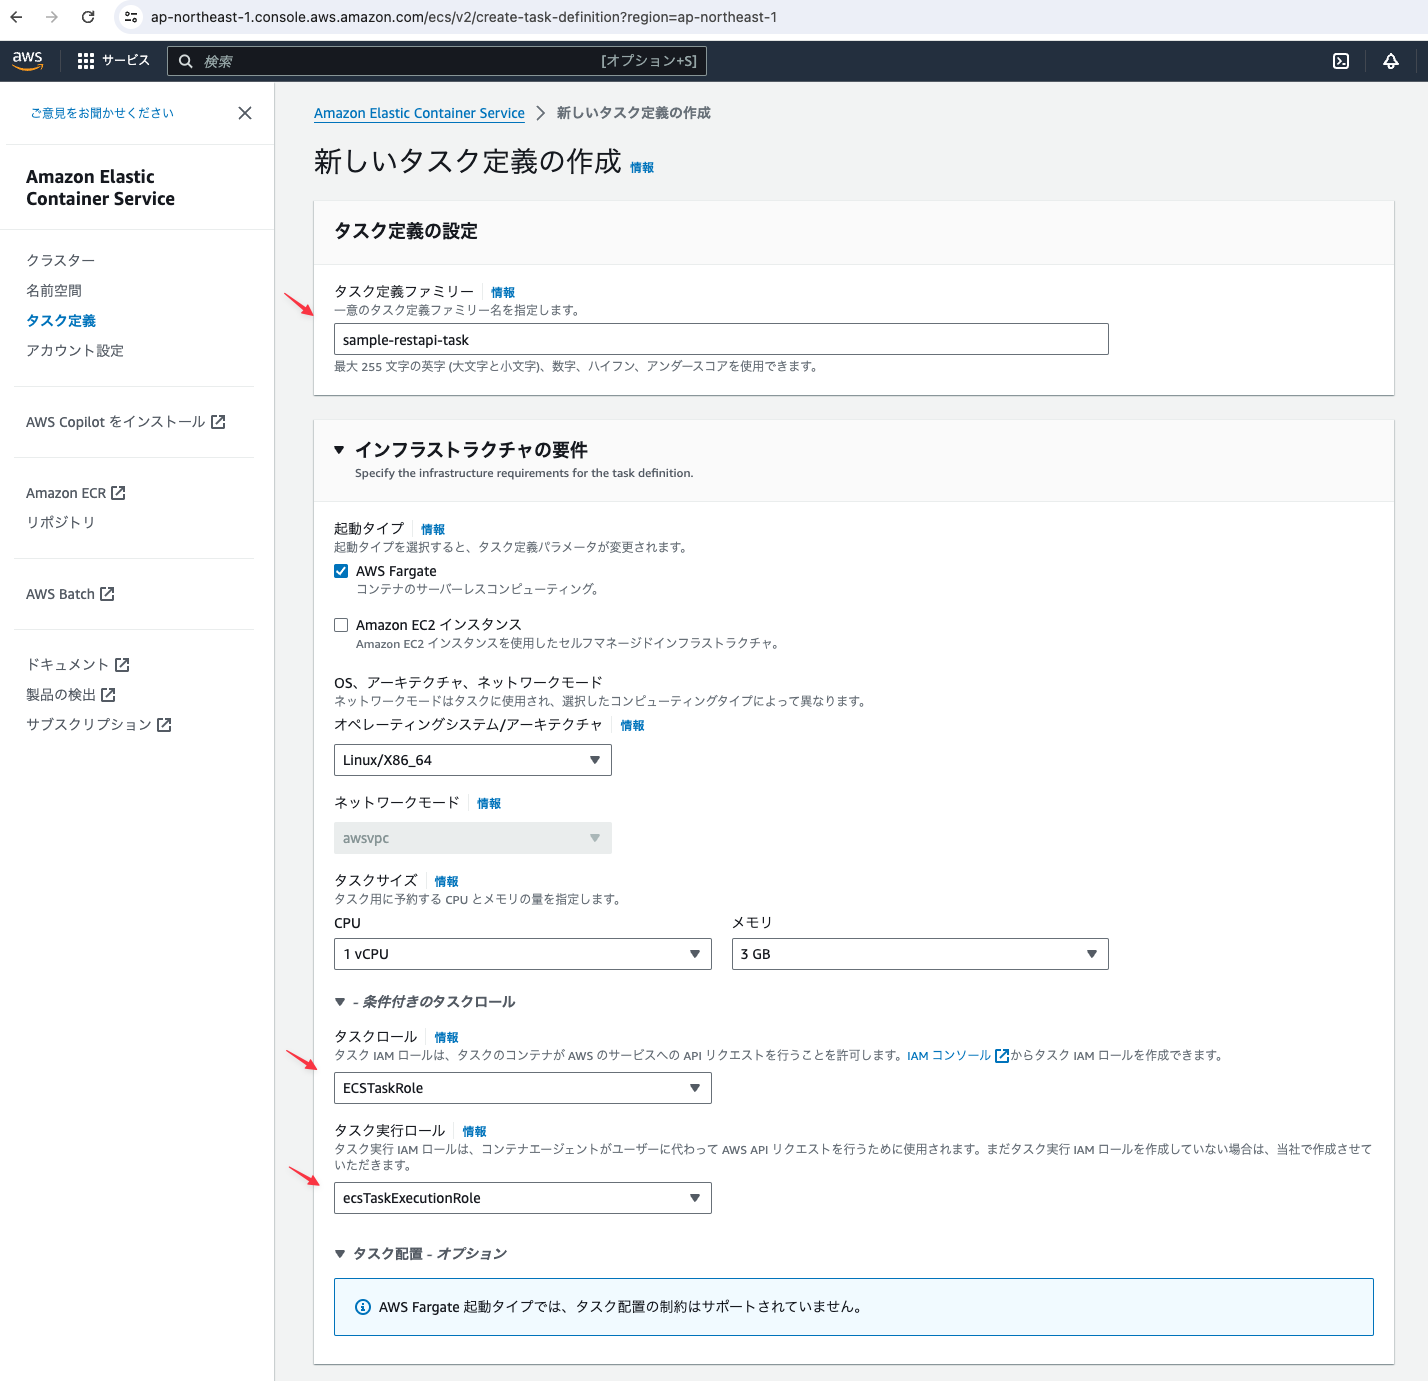 ap-northeast-1.console.aws.amazon.com/ecs/v2/create-task-definition?region=ap-northeast-1
aws
サービス
検索
[オプション+S]
ご意見をお聞かせください
Amazon Elastic Container Service
クラスター
名前空間
タスク定義
アカウント設定
AWS Copilot をインストール
Amazon ECR
リポジトリ
AWS Batch
ドキュメント
製品の検出
サブスクリプション
Amazon Elastic Container Service > 新しいタスク定義の作成
新しいタスク定義の作成 情報
タスク定義の設定
タスク定義ファミリー 情報
一意のタスク定義ファミリー名を指定します。
sample-restapi-task
最大 255 文字の英字 (大文字と小文字)、数字、ハイフン、アンダースコアを使用できます。
インフラストラクチャの要件
Specify the infrastructure requirements for the task definition.
起動タイプ 情報
起動タイプを選択すると、タスク定義パラメータが変更されます。
AWS Fargate
コンテナのサーバーレスコンピューティング。
Amazon EC2 インスタンス
Amazon EC2 インスタンスを使用したセルフマネージドインフラストラクチャ。
OS、アーキテクチャ、ネットワークモード
ネットワークモードはタスクに使用され、選択したコンピューティングタイプによって異なります。
オペレーティングシステム/アーキテクチャ 情報
Linux/X86_64
ネットワークモード 情報
awsvpc
タスクサイズ 情報
タスク用に予約する CPU とメモリの量を指定します。
CPU
メモリ
1 vCPU
3 GB
- 条件付きのタスクロール
タスクロール 情報
タスク IAM ロールは、タスクのコンテナが AWS のサービスへの API リクエストを行うことを許可します。IAM コンソールからタスク IAM ロールを作成できます。
ECSTaskRole
タスク実行ロール 情報
タスク実行 IAM ロールは、コンテナエージェントがユーザーに代わって AWS API リクエストを行うために使用されます。まだタスク実行 IAM ロールを作成していない場合は、当社で作成させて
いただきます。
ecsTaskExecutionRole
タスク配置 - オプション
AWS Fargate 起動タイプでは、タスク配置の制約はサポートされていません。